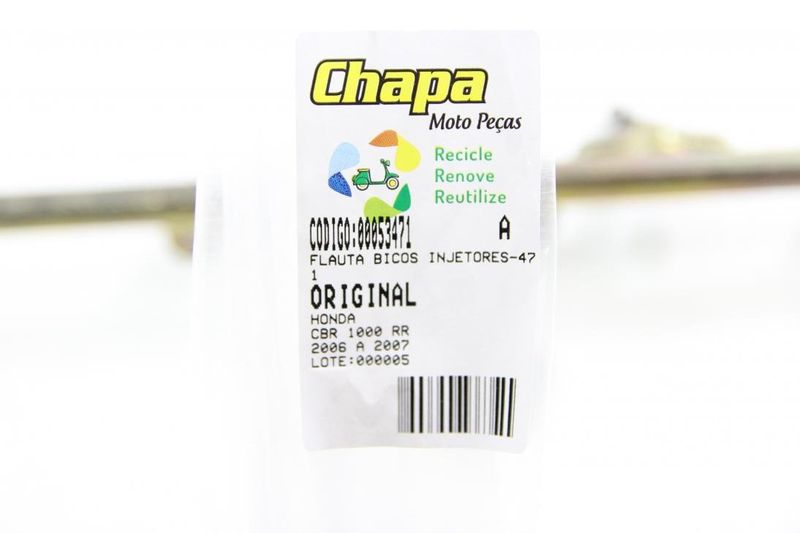 Chapa
Moto Peças
Recicle
Renove
Reutilize
CODIGO:00053471 A
FLAUTA BICOS INJETORES-47
1
ORIGINAL
HONDA
CBR 1000 RR
2006 A 2007
LOTE:000005